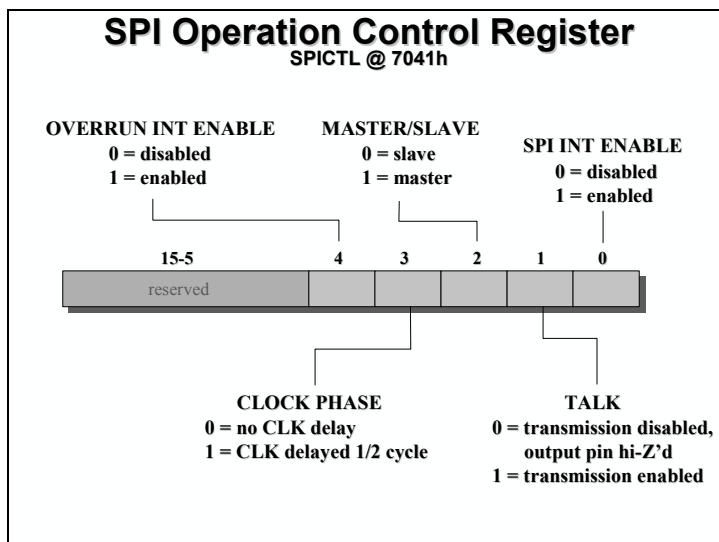 SPI Operation Control Register
SPICTL @ 7041h
OVERRUN INT ENABLE
0 = disabled
1 = enabled
MASTER/SLAVE
0 = slave
1 = master
SPI INT ENABLE
0 = disabled
1 = enabled
15-5 4 3 2 1 0
reserved
CLOCK PHASE
0 = no CLK delay
1 = CLK delayed 1/2 cycle
TALK
0 = transmission disabled,
output pin hi-Z’d
1 = transmission enabled